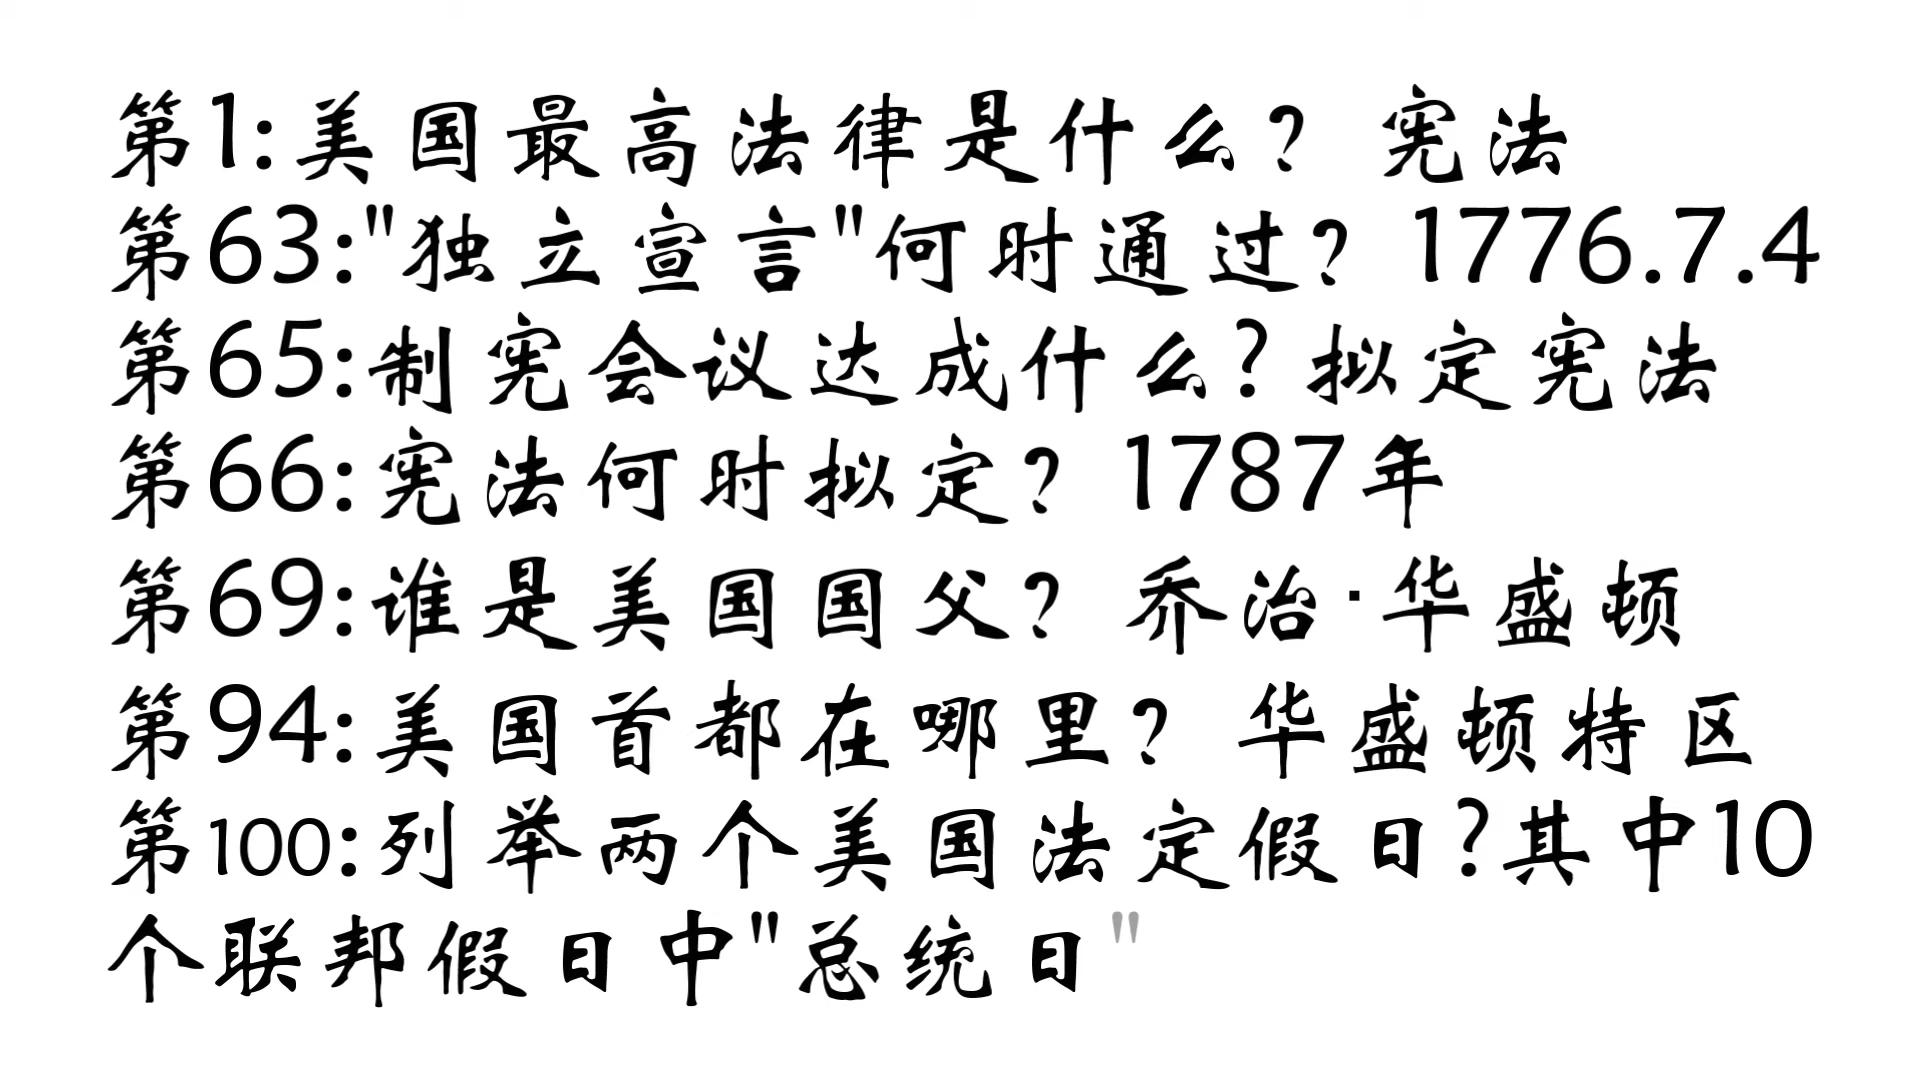 第1:美国最高法律是什么? 宪法
第63:"独立宣言"何时通过? 1776.7.4
第65:制宪会议达成什么?拟定宪法
第66:宪法何时拟定? 1787年
第69:谁是美国国父? 乔治·华盛顿
第94:美国首都在哪里? 华盛顿特区
第100:列举两个美国法定假日?其中10
个联邦假日中"总统日"